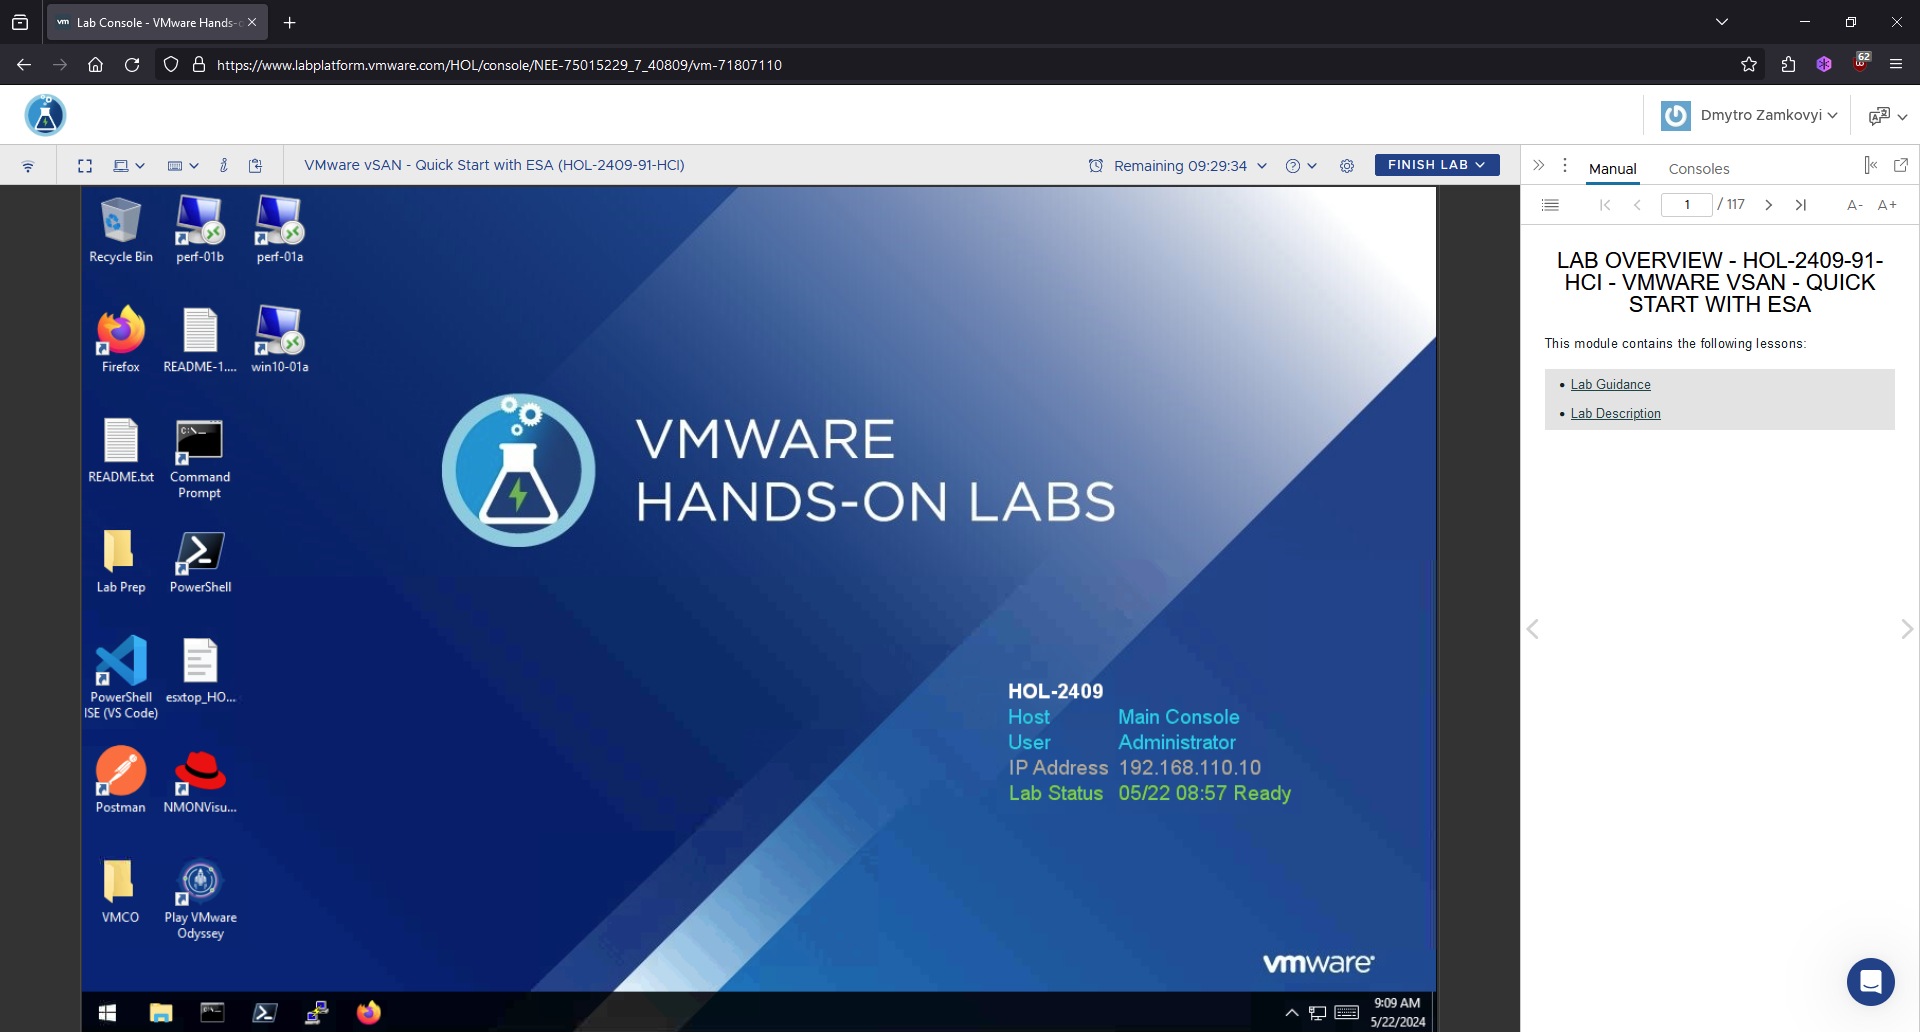 Lab Console - VMware Hands-o
https://www.labplatform.vmware.com/HOL/console/NEE-75015229_7_40809/vm-71807110
62
Dmytro Zamkovyi
VMware vSAN - Quick Start with ESA (HOL-2409-91-HCI)
Remaining 09:29:34
FINISH LAB
Manual
Consoles
1 / 117
A-
A+
LAB OVERVIEW - HOL-2409-91-
HCI - VMWARE VSAN - QUICK
START WITH ESA
This module contains the following lessons:
• Lab Guidance
• Lab Description
Recycle Bin
perf-01b
perf-01a
Firefox
README-1....
win10-01a
README.txt
Command
Prompt
Lab Prep
PowerShell
PowerShell
ISE (VS Code)
esxtop_HO...
Postman
NMONVisu...
VMCO
Play VMware
Odyssey
VMWARE
HANDS-ON LABS
HOL-2409
Host Main Console
User Administrator
IP Address 192.168.110.10
Lab Status 05/22 08:57 Ready
vmware
9:09 AM
5/22/2024